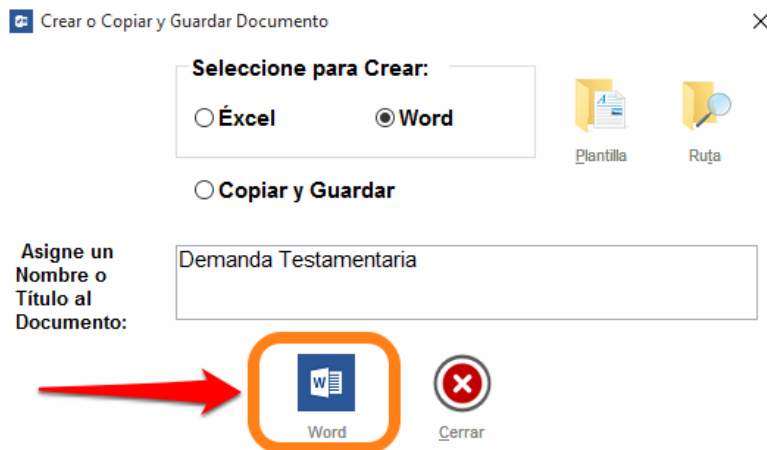 Crear o Copiar y Guardar Documento
Seleccione para Crear:
Éxcel
Word
Plantilla
Ruta
Copiar y Guardar
Asigne un
Nombre o
Título al
Documento:
Demanda Testamentaria
Word
Cerrar